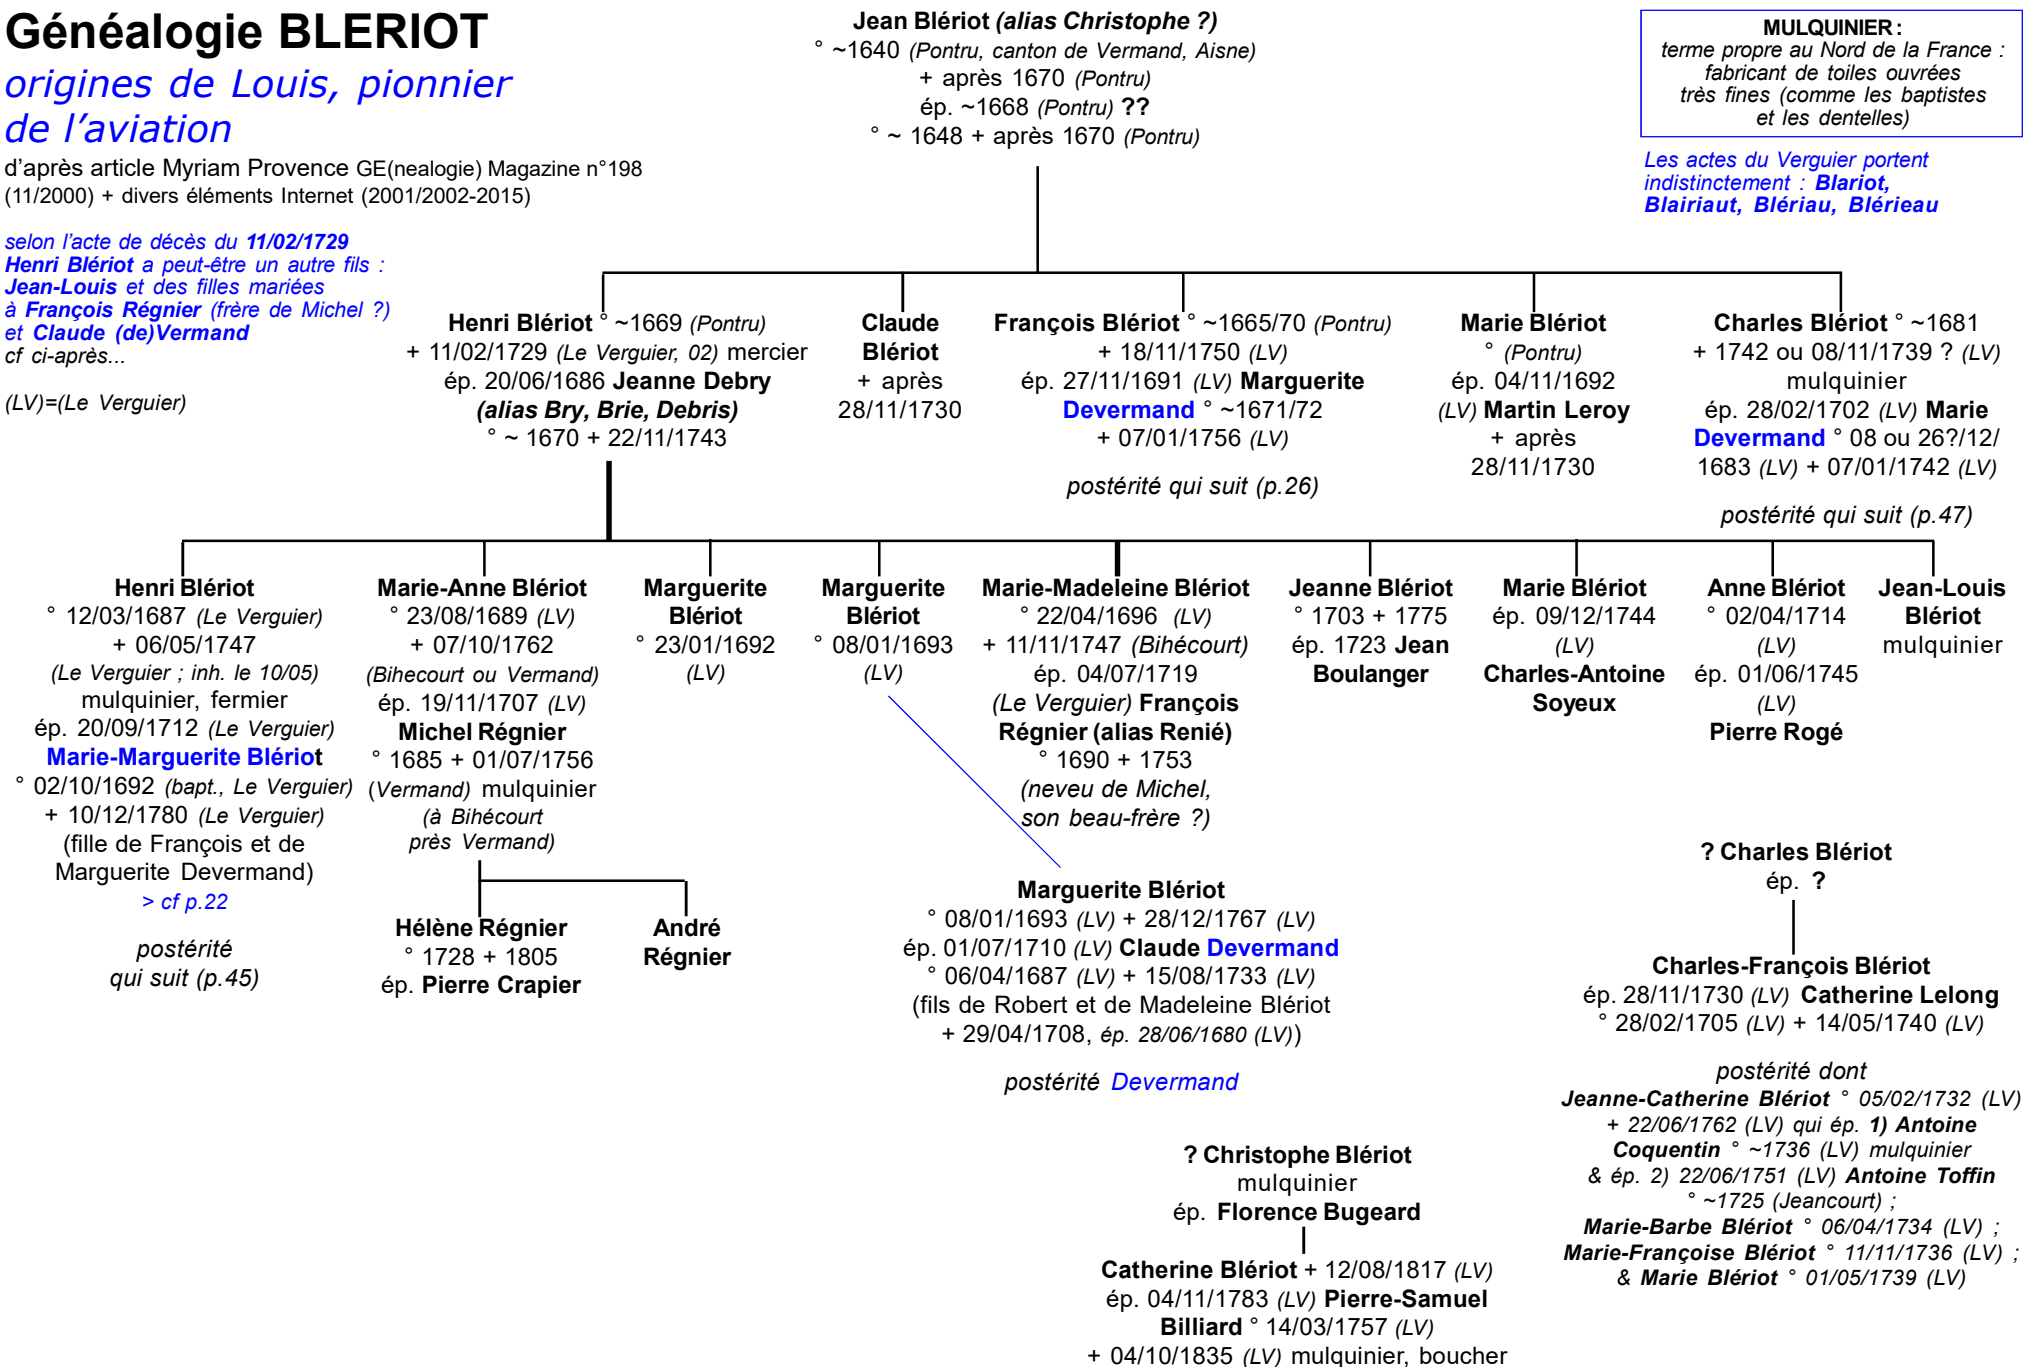 Généalogie BLERIOT
origines de Louis, pionnier
de l'aviation
d'après article Myriam Provence GE(nealogie) Magazine n°198
(11/2000) + divers éléments Internet (2001/2002-2015)
selon l'acte de décès du 11/02/1729
Henri Blériot a peut-être un autre fils :
Jean-Louis et des filles mariées
à François Régnier (frère de Michel ?)
et Claude (de)Vermand
cf ci-après...
(LV)=(Le Verguier)
Jean Blériot (alias Christophe ?)
° ~1640 (Pontru, canton de Vermand, Aisne)
+ après 1670 (Pontru)
ép. ~1668 (Pontru) ??
° ~ 1648 + après 1670 (Pontru)
MULQUINIER :
terme propre au Nord de la France :
fabricant de toiles ouvrées
très fines (comme les baptistes
et les dentelles)
Les actes du Verguier portent
indistinctement : Blariot,
Blairiaut, Blériau, Blérieau
Henri Blériot ° ~1669 (Pontru)
+ 11/02/1729 (Le Verguier, 02) mercier
ép. 20/06/1686 Jeanne Debry
(alias Bry, Brie, Debris)
° ~ 1670 + 22/11/1743
Claude
Blériot
+ après
28/11/1730
François Blériot ° ~1665/70 (Pontru)
+ 18/11/1750 (LV)
ép. 27/11/1691 (LV) Marguerite
Devermand ° ~1671/72
+ 07/01/1756 (LV)
postérité qui suit (p.26)
Marie Blériot
° (Pontru)
ép. 04/11/1692
(LV) Martin Leroy
+ après
28/11/1730
Charles Blériot ° ~1681
+ 1742 ou 08/11/1739 ? (LV)
mulquinier
ép. 28/02/1702 (LV) Marie
Devermand ° 08 ou 26?/12/
1683 (LV) + 07/01/1742 (LV)
postérité qui suit (p.47)
Henri Blériot
° 12/03/1687 (Le Verguier)
+ 06/05/1747
(Le Verguier ; inh. le 10/05)
mulquinier, fermier
ép. 20/09/1712 (Le Verguier)
Marie-Marguerite Blériot
° 02/10/1692 (bapt., Le Verguier)
+ 10/12/1780 (Le Verguier)
(fille de François et de
Marguerite Devermand)
> cf p.22
postérité
qui suit (p.45)
Marie-Anne Blériot
° 23/08/1689 (LV)
+ 07/10/1762
(Bihecourt ou Vermand)
ép. 19/11/1707 (LV)
Michel Régnier
° 1685 + 01/07/1756
(Vermand) mulquinier
(à Bihécourt
près Vermand)
Hélène Régnier
° 1728 + 1805
ép. Pierre Crapier
André
Régnier
Marguerite
Blériot
° 23/01/1692
(LV)
Marguerite
Blériot
° 08/01/1693
(LV)
Marie-Madeleine Blériot
° 22/04/1696 (LV)
+ 11/11/1747 (Bihécourt)
ép. 04/07/1719
(Le Verguier) François
Régnier (alias Renié)
° 1690 + 1753
(neveu de Michel,
son beau-frère ?)
Jeanne Blériot
° 1703 + 1775
ép. 1723 Jean
Boulanger
Marie Blériot
ép. 09/12/1744
(LV)
Charles-Antoine
Soyeux
Anne Blériot
° 02/04/1714
(LV)
ép. 01/06/1745
(LV)
Pierre Rogé
Jean-Louis
Blériot
mulquinier
Marguerite Blériot
° 08/01/1693 (LV) + 28/12/1767 (LV)
ép. 01/07/1710 (LV) Claude Devermand
° 06/04/1687 (LV) + 15/08/1733 (LV)
(fils de Robert et de Madeleine Blériot
+ 29/04/1708, ép. 28/06/1680 (LV))
postérité Devermand
? Charles Blériot
ép. ?
Charles-François Blériot
ép. 28/11/1730 (LV) Catherine Lelong
° 28/02/1705 (LV) + 14/05/1740 (LV)
postérité dont
Jeanne-Catherine Blériot ° 05/02/1732 (LV)
+ 22/06/1762 (LV) qui ép. 1) Antoine
Coquentin ° ~1736 (LV) mulquinier
& ép. 2) 22/06/1751 (LV) Antoine Toffin
° ~1725 (Jeancourt) ;
Marie-Barbe Blériot ° 06/04/1734 (LV) ;
Marie-Françoise Blériot ° 11/11/1736 (LV) ;
& Marie Blériot ° 01/05/1739 (LV)
? Christophe Blériot
mulquinier
ép. Florence Bugeard
Catherine Blériot + 12/08/1817 (LV)
ép. 04/11/1783 (LV) Pierre-Samuel
Billiard ° 14/03/1757 (LV)
+ 04/10/1835 (LV) mulquinier, boucher